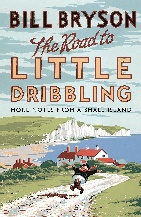 BILL BRYSON
The Road to
LITTLE
DRIBBLING
MORE NOTES FROM A SMALL ISLAND